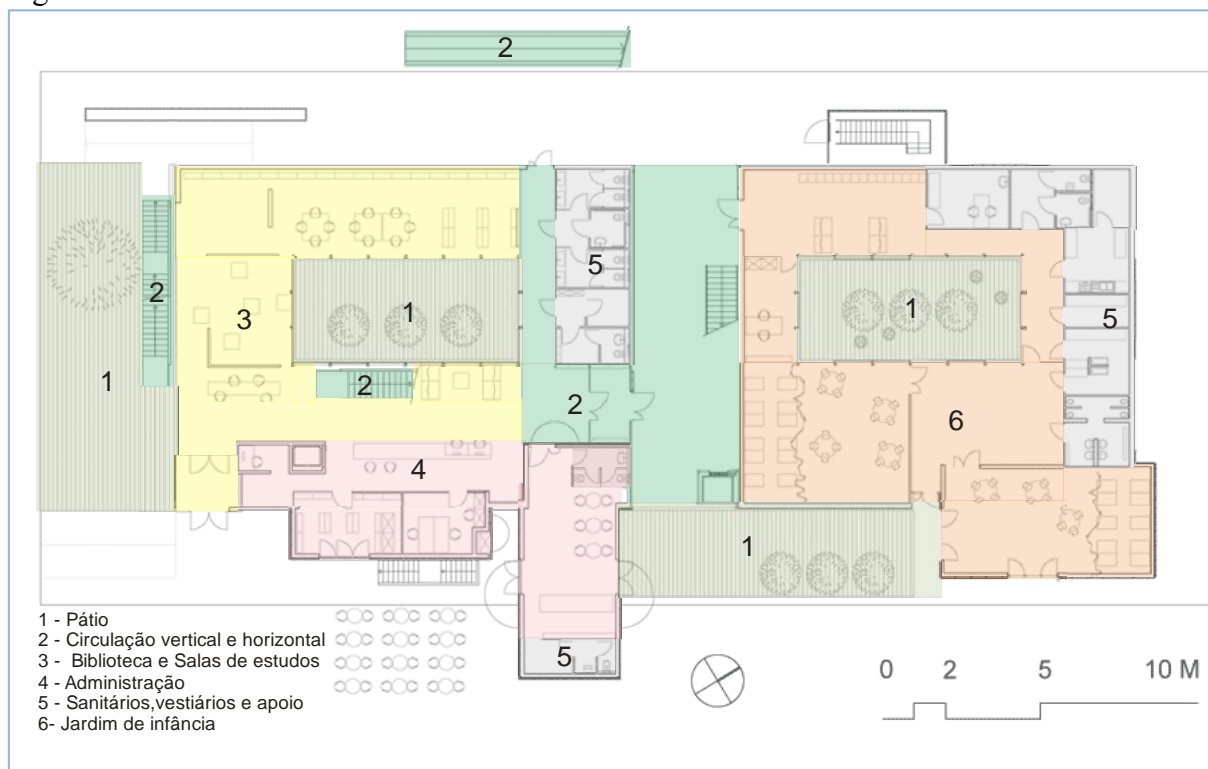 2
2
3
1
1
2
2
4
5
1
5
6
1
5
1 - Pátio
2 - Circulação vertical e horizontal
3 - Biblioteca e Salas de estudos
4 - Administração
5 - Sanitários,vestiários e apoio
6- Jardim de infância
0 2 5 10 M